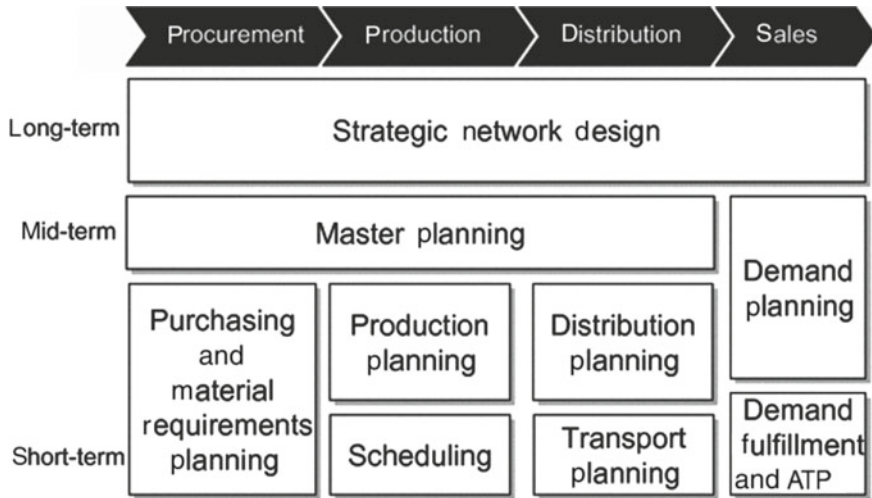 Procurement
Production
Distribution
Sales
Long-term
Strategic network design
Mid-term
Master planning
Demand
planning
Purchasing
and
material
requirements
planning
Production
planning
Distribution
planning
Short-term
Scheduling
Transport
planning
Demand
fulfillment
and ATP